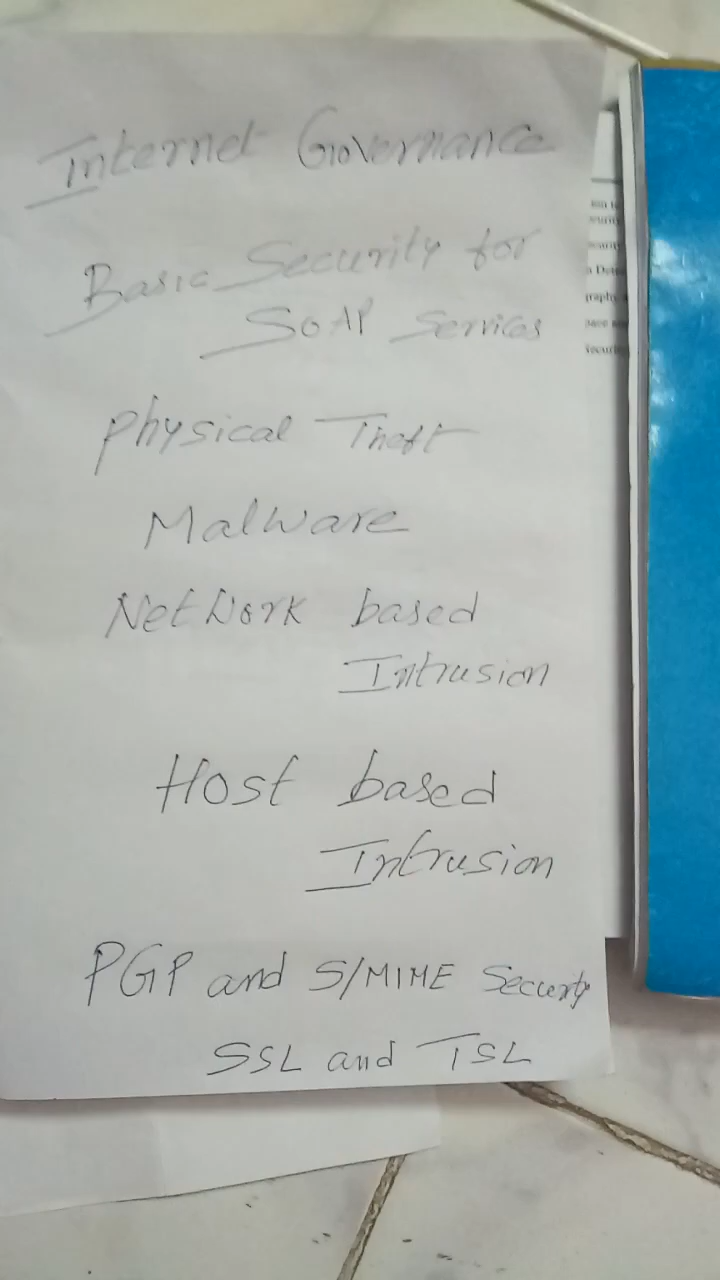 Internet Governance
Basic Security for
SOAP Services
Physical Theft
Malware
Network based
Intrusion
Host based
Intrusion
PGP and S/MIME Security
SSL and TSL